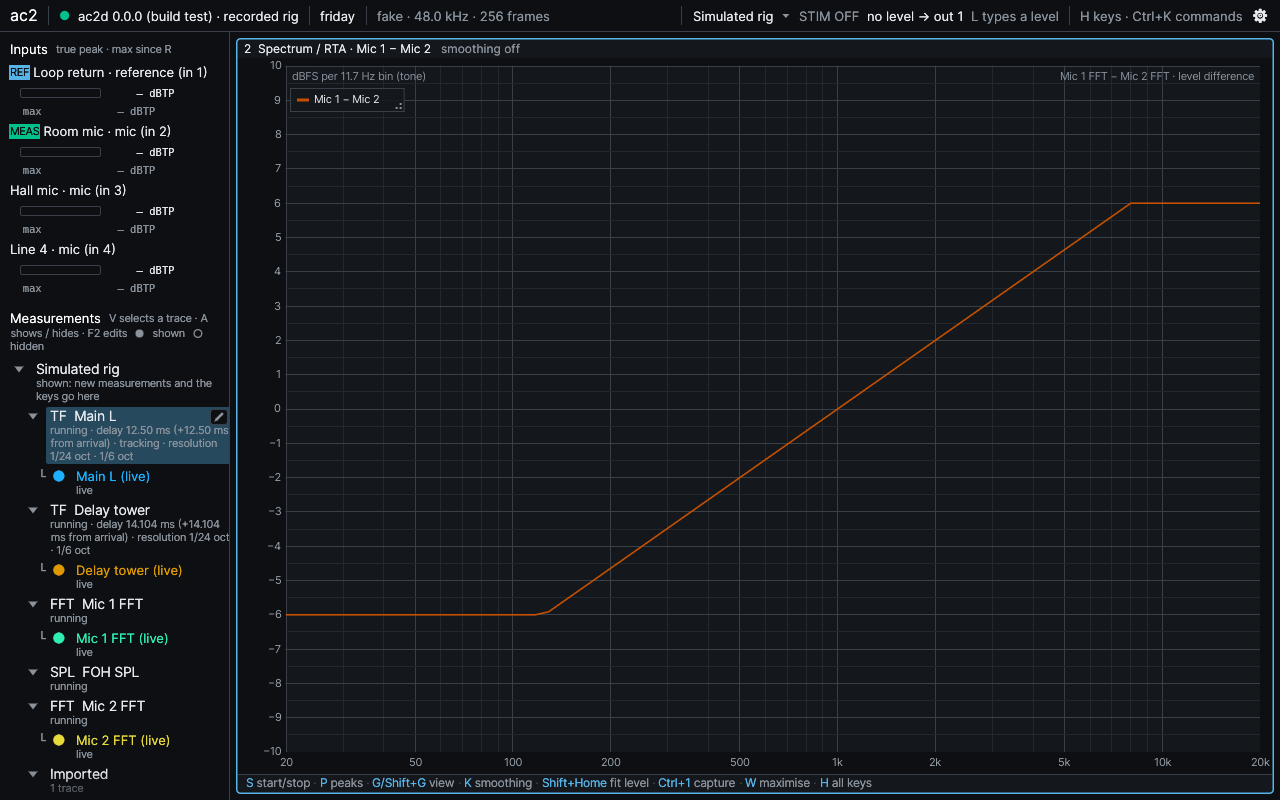 ac2 ac2d 0.0.0 (build test) · recorded rig friday fake · 48.0 kHz · 256 frames Simulated rig STIM OFF no level → out 1 L types a level H keys · Ctrl+K commands
Inputs true peak · max since R
REF Loop return · reference (in 1)
– dBTP
max – dBTP
MEAS Room mic · mic (in 2)
– dBTP
max – dBTP
Hall mic · mic (in 3)
– dBTP
max – dBTP
Line 4 · mic (in 4)
– dBTP
max – dBTP
Measurements V selects a trace · A
shows / hides · F2 edits shown
hidden
Simulated rig
shown: new measurements and the
keys go here
TF Main L
running · delay 12.50 ms (+12.50 ms
from arrival) · tracking · resolution
1/24 oct · 1/6 oct
Main L (live)
live
TF Delay tower
running · delay 14.104 ms (+14.104
ms from arrival) · resolution 1/24 oct
· 1/6 oct
Delay tower (live)
live
FFT Mic 1 FFT
running
Mic 1 FFT (live)
live
SPL FOH SPL
running
FFT Mic 2 FFT
running
Mic 2 FFT (live)
live
Imported
1 trace
2 Spectrum / RTA · Mic 1 − Mic 2 smoothing off
dBFS per 11.7 Hz bin (tone) Mic 1 FFT − Mic 2 FFT · level difference
Mic 1 − Mic 2
10
9
8
7
6
5
4
3
2
1
0
−1
−2
−3
−4
−5
−6
−7
−8
−9
−10
20 50 100 200 500 1k 2k 5k 10k 20k
S start/stop · P peaks · G/Shift+G view · K smoothing · Shift+Home fit level · Ctrl+1 capture · W maximise · H all keys